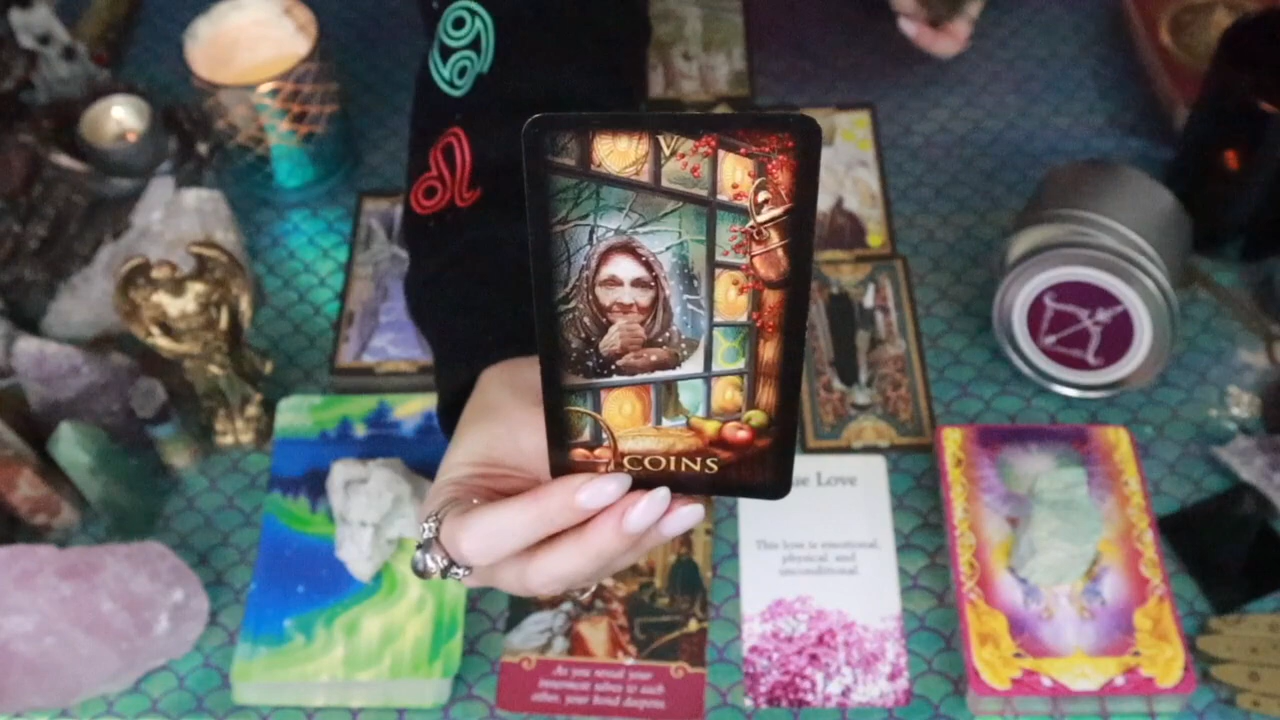 V
COINS
ue Love
This love is emotional,
physical, and
unconditional.
As you reveal your
innermost selves to each
other, your bond deepens.